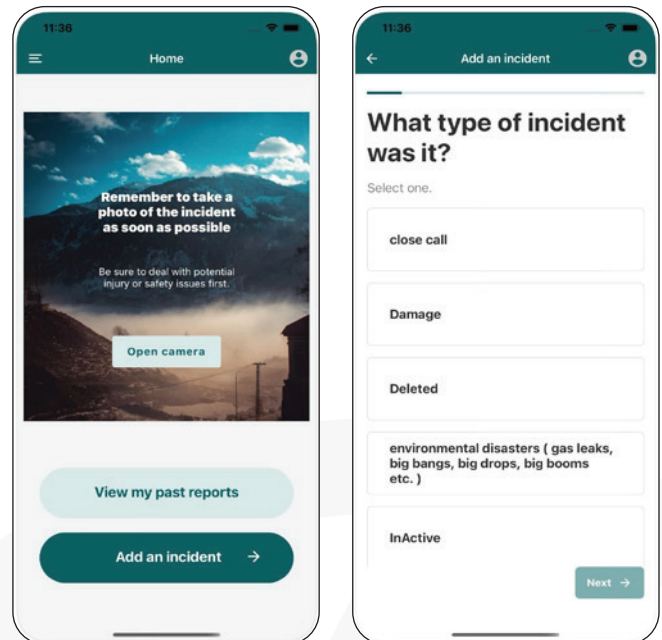 11:36
Home
Remember to take a
photo of the incident
as soon as possible
Be sure to deal with potential
injury or safety issues first.
Open camera
View my past reports
Add an incident →
11:36
← Add an incident
What type of incident
was it?
Select one.
close call
Damage
Deleted
environmental disasters ( gas leaks,
big bangs, big drops, big booms
etc. )
InActive
Next →